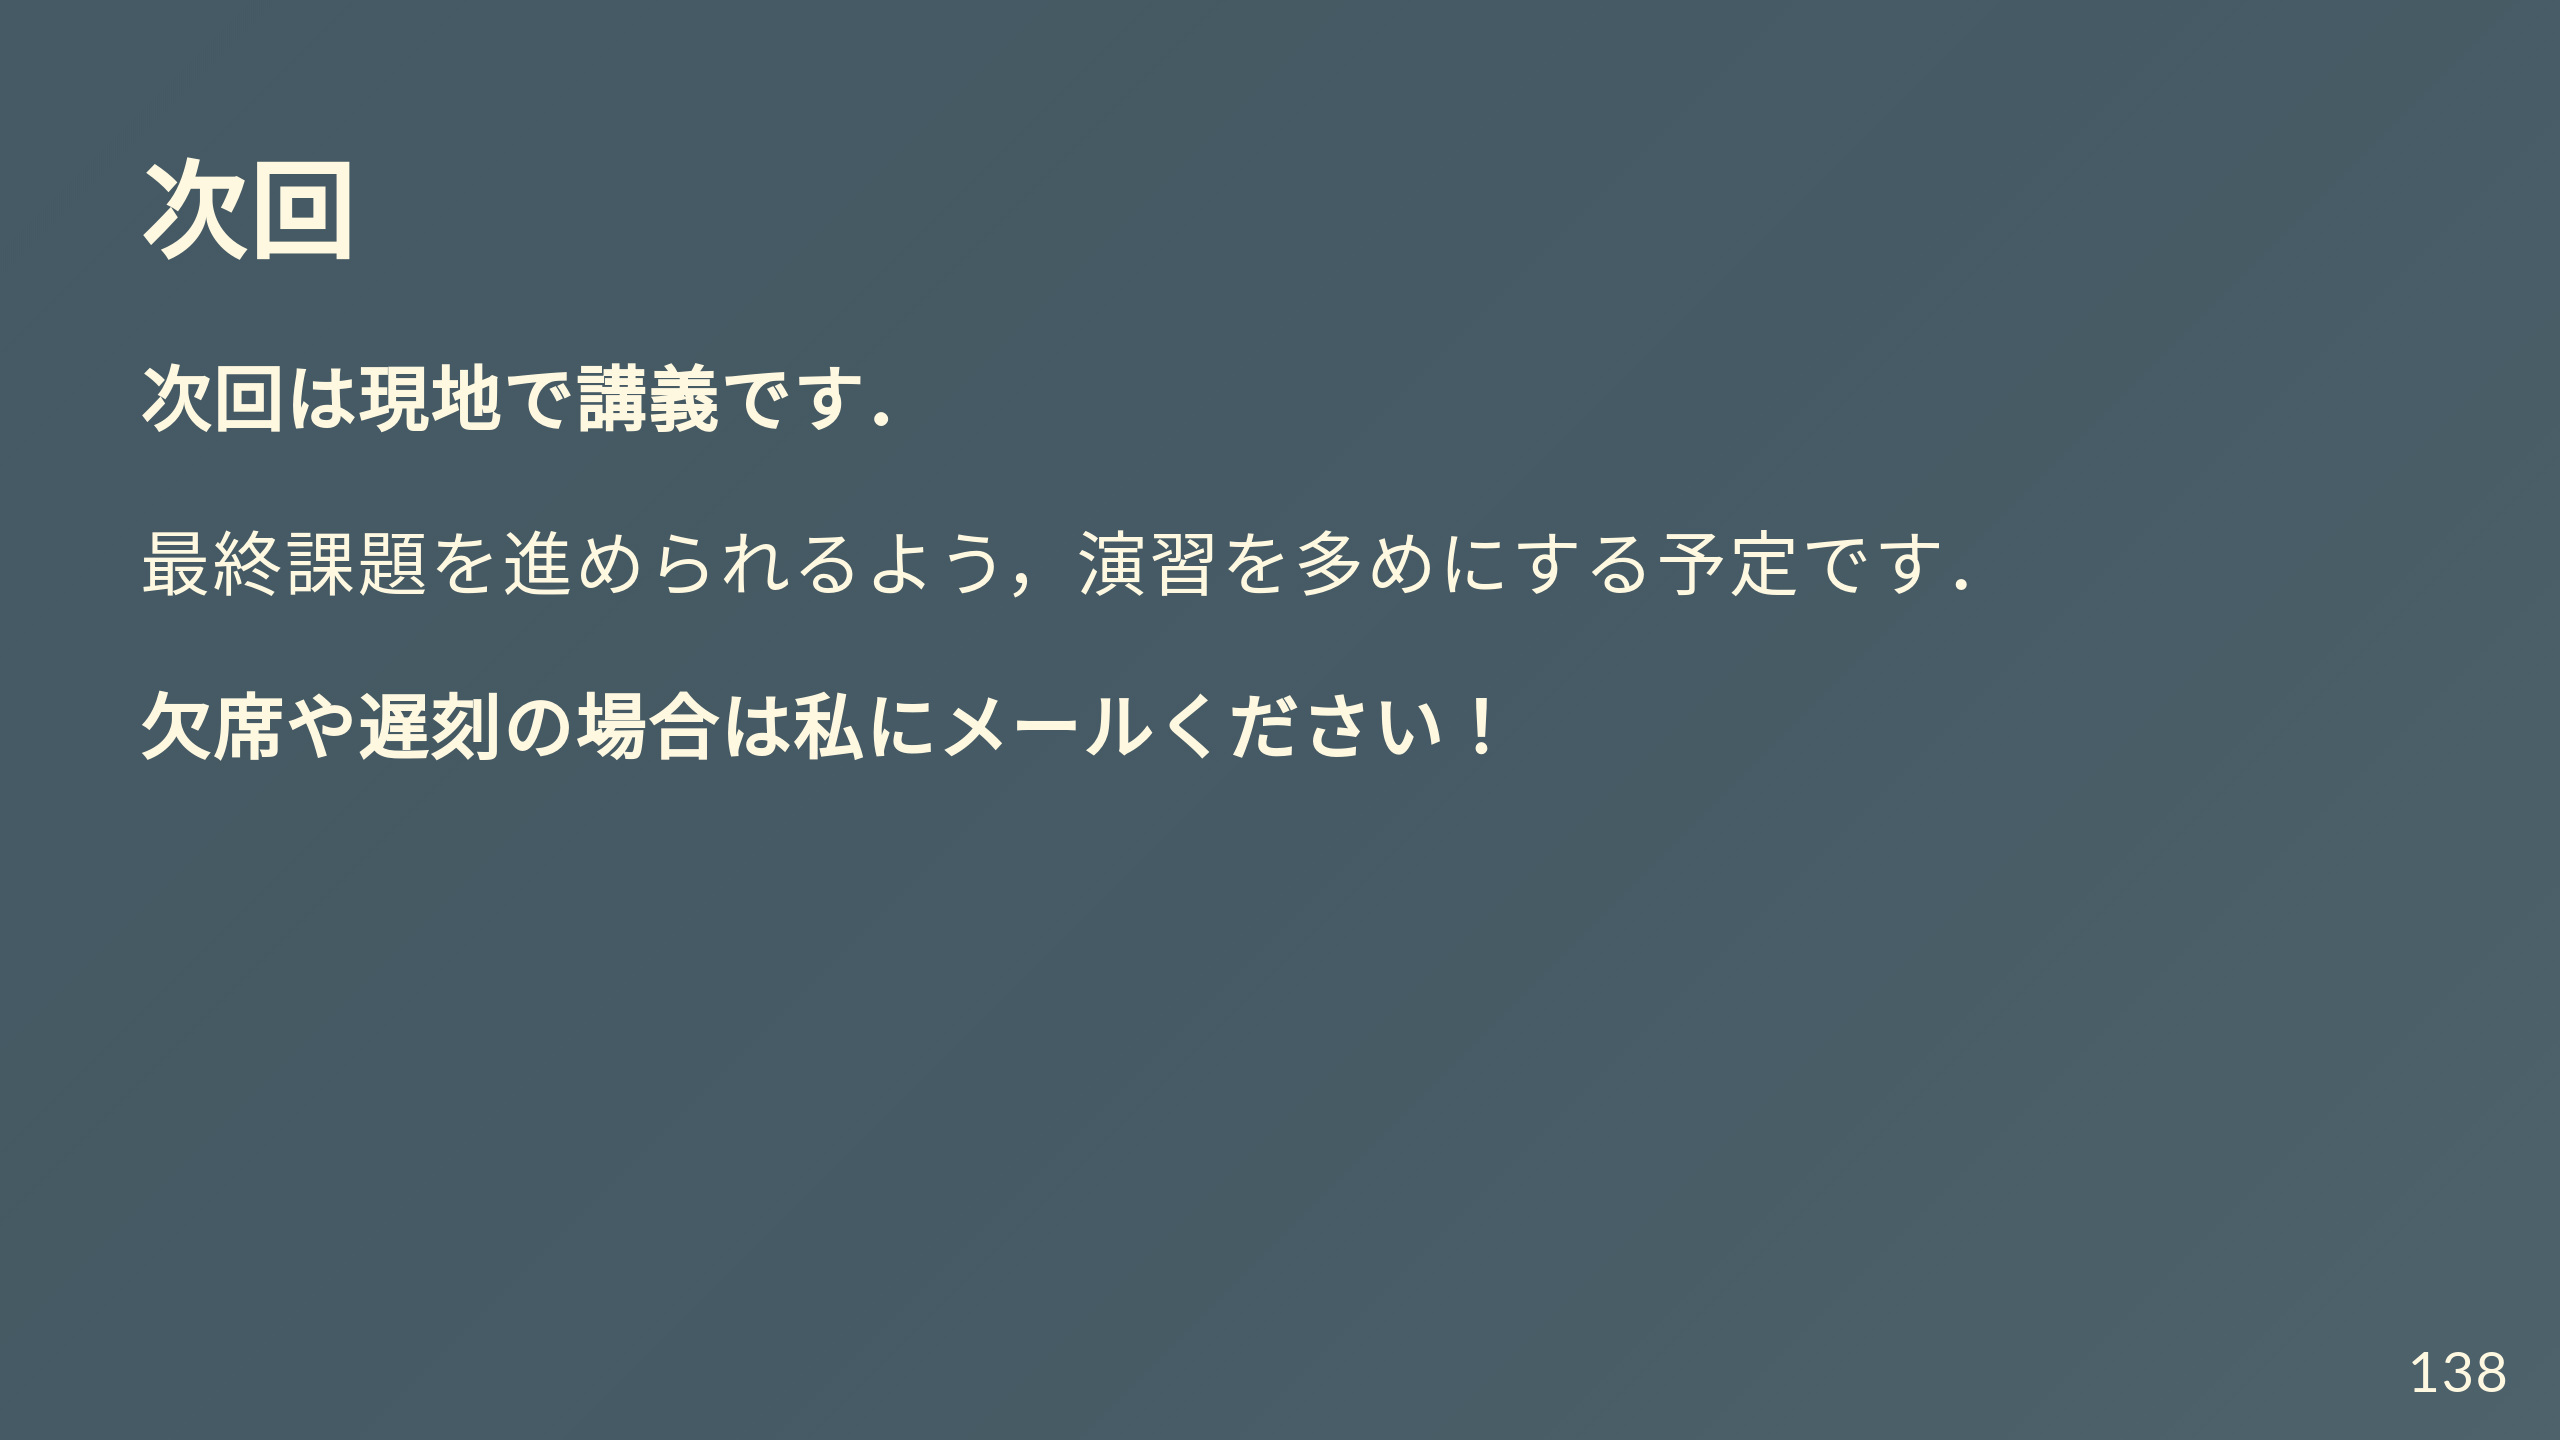 次回
次回は現地で講義です．
最終課題を進められるよう，演習を多めにする予定です．
欠席や遅刻の場合は私にメールください！
138